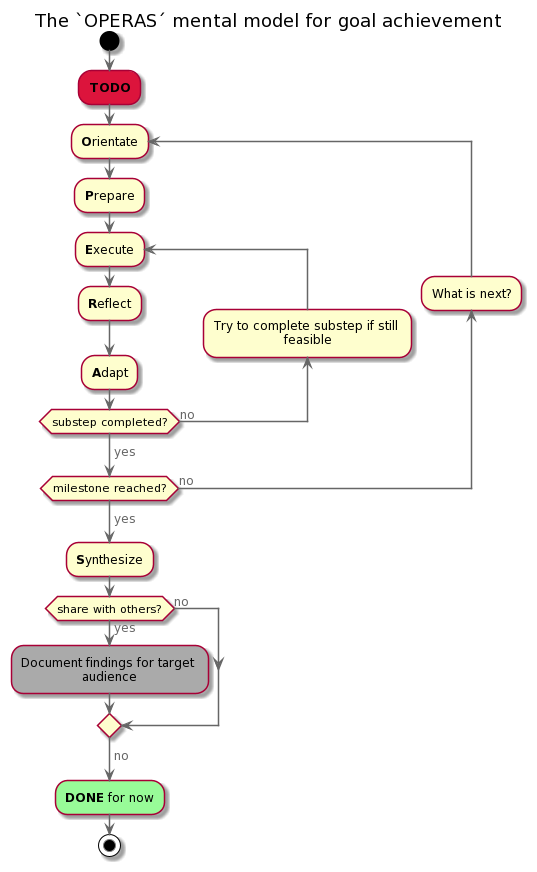 The `OPERAS´ mental model for goal achievement
TODO
Orientate
Prepare
Execute
Reflect
What is next?
Try to complete substep if still
feasible
Adapt
substep completed?
no
yes
milestone reached?
no
yes
Synthesize
share with others?
no
yes
Document findings for target
audience
no
DONE for now